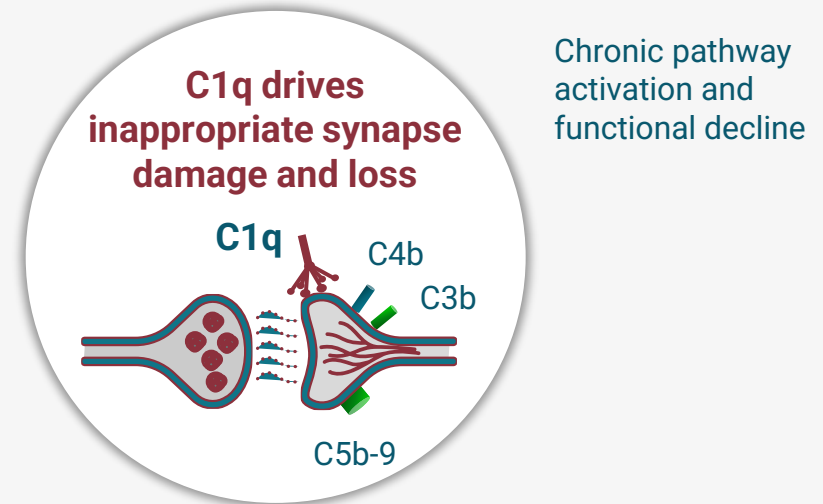 C1q drives
inappropriate synapse
damage and loss
Chronic pathway
activation and
functional decline
C1q
C4b
C3b
C5b-9